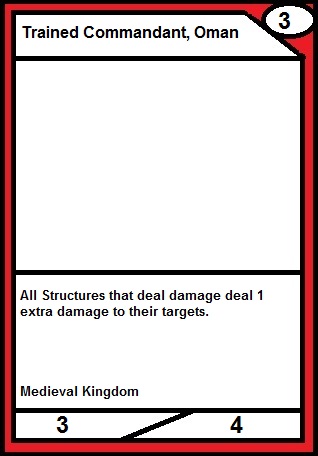 Trained Commandant, Oman
3
All Structures that deal damage deal 1
extra damage to their targets.
Medieval Kingdom
3
4